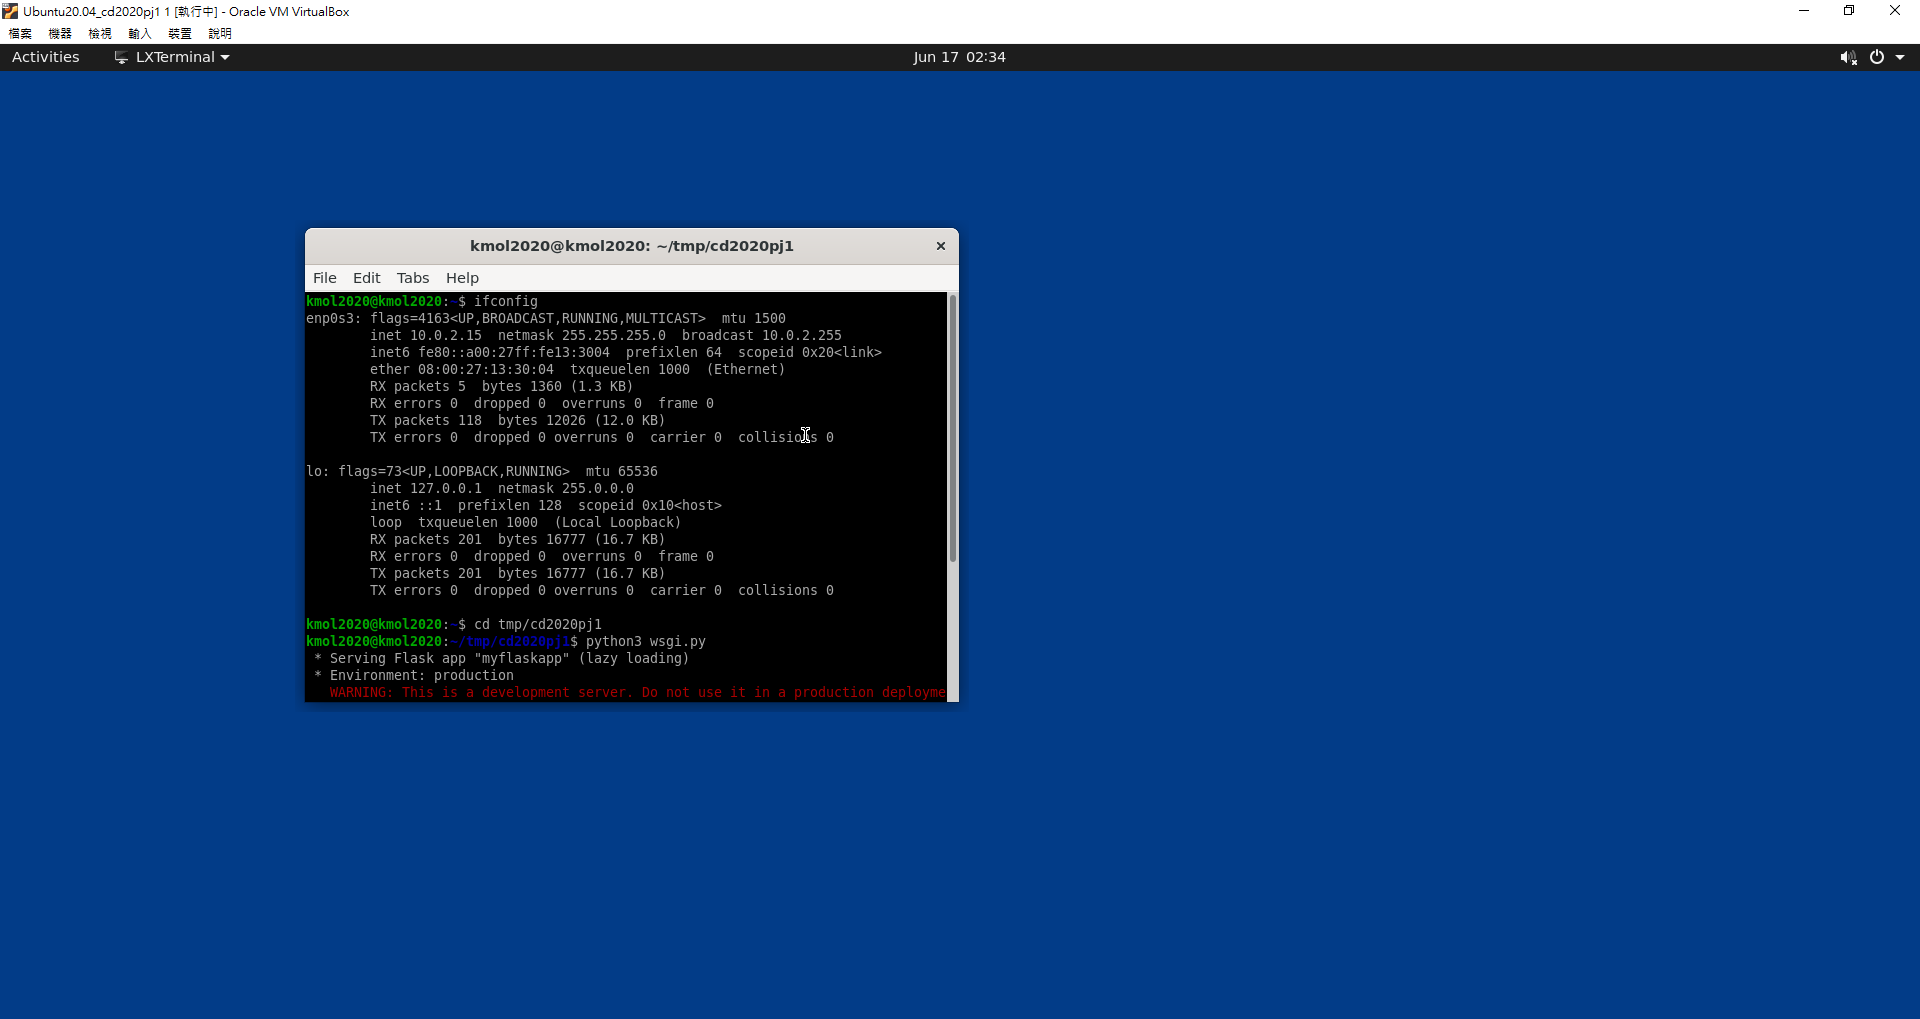 Ubuntu20.04_cd2020pj1 1 [執行中] - Oracle VM VirtualBox
檔案 機器 檢視 輸入 裝置 說明
Activities LXTerminal Jun 17 02:34
kmol2020@kmol2020: ~/tmp/cd2020pj1
File Edit Tabs Help
kmol2020@kmol2020:~$ ifconfig
enp0s3: flags=4163<UP,BROADCAST,RUNNING,MULTICAST>  mtu 1500
        inet 10.0.2.15  netmask 255.255.255.0  broadcast 10.0.2.255
        inet6 fe80::a00:27ff:fe13:3004  prefixlen 64  scopeid 0x20<link>
        ether 08:00:27:13:30:04  txqueuelen 1000  (Ethernet)
        RX packets 5  bytes 1360 (1.3 KB)
        RX errors 0  dropped 0  overruns 0  frame 0
        TX packets 118  bytes 12026 (12.0 KB)
        TX errors 0  dropped 0 overruns 0  carrier 0  collisions 0
lo: flags=73<UP,LOOPBACK,RUNNING>  mtu 65536
        inet 127.0.0.1  netmask 255.0.0.0
        inet6 ::1  prefixlen 128  scopeid 0x10<host>
        loop  txqueuelen 1000  (Local Loopback)
        RX packets 201  bytes 16777 (16.7 KB)
        RX errors 0  dropped 0  overruns 0  frame 0
        TX packets 201  bytes 16777 (16.7 KB)
        TX errors 0  dropped 0 overruns 0  carrier 0  collisions 0
kmol2020@kmol2020:~$ cd tmp/cd2020pj1
kmol2020@kmol2020:~/tmp/cd2020pj1$ python3 wsgi.py
 * Serving Flask app "myflaskapp" (lazy loading)
 * Environment: production
   WARNING: This is a development server. Do not use it in a production deployme